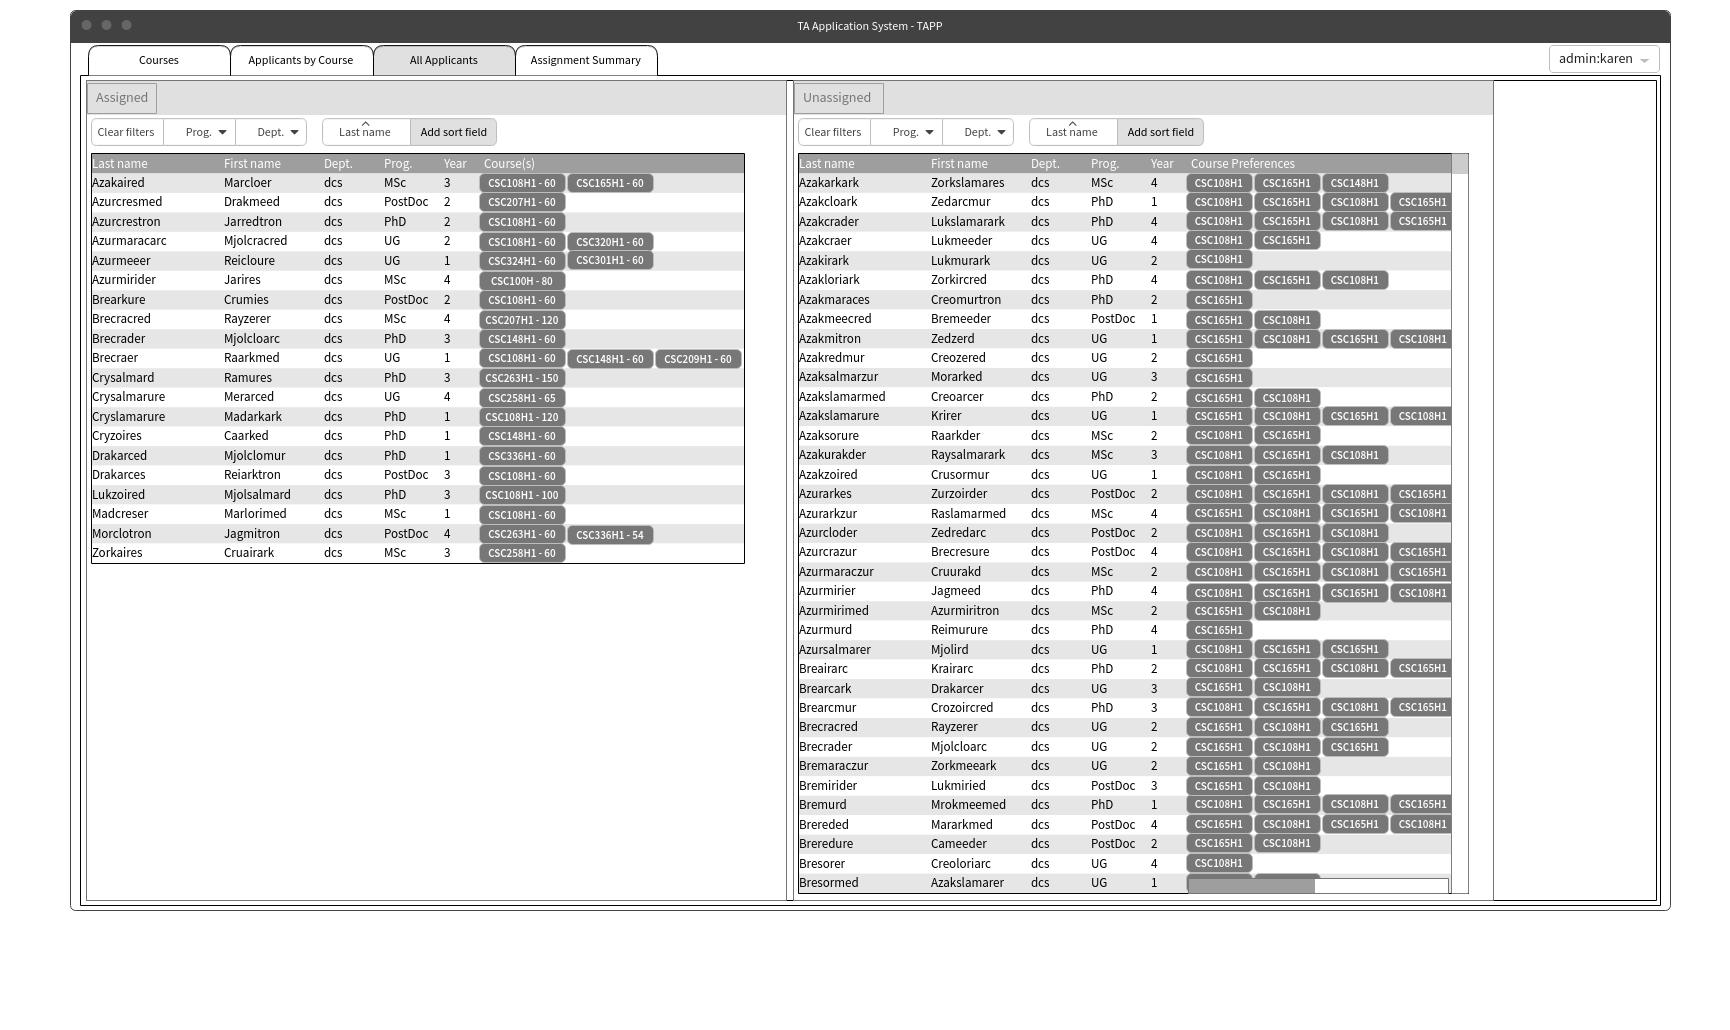 TA Application System - TAPP
Courses Applicants by Course All Applicants Assignment Summary admin:karen
Assigned
Clear filters Prog. Dept. Last name Add sort field
Last name First name Dept. Prog. Year Course(s)
Azakaired Marcloer dcs MSc 3 CSC108H1 - 60 CSC165H1 - 60
Azurcresmed Drakmeed dcs PostDoc 2 CSC207H1 - 60
Azurcrestron Jarredtron dcs PhD 2 CSC108H1 - 60
Azurmaracarc Mjolcracred dcs UG 2 CSC108H1 - 60 CSC320H1 - 60
Azurmeeer Reicloure dcs UG 1 CSC324H1 - 60 CSC301H1 - 60
Azurmirider Jarires dcs MSc 4 CSC100H - 80
Brearkure Crumies dcs PostDoc 2 CSC108H1 - 60
Brecracred Rayzerer dcs MSc 4 CSC207H1 - 120
Brecrader Mjolcloarc dcs PhD 3 CSC148H1 - 60
Brecraer Raarkmed dcs UG 1 CSC108H1 - 60 CSC148H1 - 60 CSC209H1 - 60
Crysalmard Ramures dcs PhD 3 CSC263H1 - 150
Crysalmarure Merarced dcs UG 4 CSC258H1 - 65
Cryslamarure Madarkark dcs PhD 1 CSC108H1 - 120
Cryzoires Caarked dcs PhD 1 CSC148H1 - 60
Drakarced Mjolclomur dcs PhD 1 CSC336H1 - 60
Drakarces Reiarktron dcs PostDoc 3 CSC108H1 - 60
Lukzoired Mjolsalmard dcs PhD 3 CSC108H1 - 100
Madcreser Marlorimed dcs MSc 1 CSC108H1 - 60
Morclotron Jagmitron dcs PostDoc 4 CSC263H1 - 60 CSC336H1 - 54
Zorkaires Cruairark dcs MSc 3 CSC258H1 - 60
Unassigned
Clear filters Prog. Dept. Last name Add sort field
Last name First name Dept. Prog. Year Course Preferences
Azakarkark Zorkslamares dcs MSc 4 CSC108H1 CSC165H1 CSC148H1
Azakcloark Zedarcmur dcs PhD 1 CSC108H1 CSC165H1 CSC108H1 CSC165H1
Azakcrader Lukslamarark dcs PhD 4 CSC108H1 CSC165H1 CSC108H1 CSC165H1
Azakcraer Lukmeeder dcs UG 4 CSC108H1 CSC165H1
Azakirark Lukmurark dcs UG 2 CSC108H1
Azakloriark Zorkircred dcs PhD 4 CSC108H1 CSC165H1 CSC108H1
Azakmaraces Creomurtron dcs PhD 2 CSC165H1
Azakmeecred Bremeeder dcs PostDoc 1 CSC165H1 CSC108H1
Azakmitron Zedzerd dcs UG 1 CSC165H1 CSC108H1 CSC165H1 CSC108H1
Azakredmur Creozered dcs UG 2 CSC165H1
Azaksalmarzur Morarked dcs UG 3 CSC165H1
Azakslamarmed Creoarcer dcs PhD 2 CSC165H1 CSC108H1
Azakslamarure Krirer dcs UG 1 CSC165H1 CSC108H1 CSC165H1 CSC108H1
Azaksorure Raarkder dcs MSc 2 CSC108H1 CSC165H1
Azakurakder Raysalmarark dcs MSc 3 CSC108H1 CSC165H1 CSC108H1
Azakzoired Crusormur dcs UG 1 CSC108H1 CSC165H1
Azurarkes Zurzoirder dcs PostDoc 2 CSC108H1 CSC165H1 CSC108H1 CSC165H1
Azurarkzur Raslamarmed dcs MSc 4 CSC165H1 CSC108H1 CSC165H1 CSC108H1
Azurcloder Zedredarc dcs PostDoc 2 CSC108H1 CSC165H1 CSC108H1
Azurcrazur Brecresure dcs PostDoc 4 CSC108H1 CSC165H1 CSC108H1 CSC165H1
Azurmaraczur Cruurakd dcs MSc 2 CSC108H1 CSC165H1 CSC108H1 CSC165H1
Azurmirier Jagmeed dcs PhD 4 CSC108H1 CSC165H1 CSC165H1 CSC108H1
Azurmirimed Azurmiritron dcs MSc 2 CSC165H1 CSC108H1
Azurmurd Reimurure dcs PhD 4 CSC165H1
Azursalmarer Mjolird dcs UG 1 CSC108H1 CSC165H1 CSC165H1
Breairarc Krairarc dcs PhD 2 CSC108H1 CSC165H1 CSC108H1 CSC165H1
Brearcark Drakarcer dcs UG 3 CSC165H1 CSC108H1
Brearcmur Crozoircred dcs PhD 3 CSC108H1 CSC165H1 CSC108H1 CSC165H1
Brecracred Rayzerer dcs UG 2 CSC165H1 CSC108H1 CSC165H1
Brecrader Mjolcloarc dcs UG 2 CSC165H1 CSC108H1 CSC165H1
Bremaraczur Zorkmeeark dcs UG 2 CSC165H1 CSC108H1
Bremirider Lukmiried dcs PostDoc 3 CSC165H1 CSC108H1
Bremurd Mrokmeemed dcs PhD 1 CSC108H1 CSC165H1 CSC108H1 CSC165H1
Brereded Mararkmed dcs PostDoc 4 CSC165H1 CSC108H1 CSC165H1 CSC108H1
Breredure Cameeder dcs PostDoc 2 CSC165H1 CSC108H1
Bresorer Creoloriarc dcs UG 4 CSC108H1
Bresormed Azakslamarer dcs UG 1